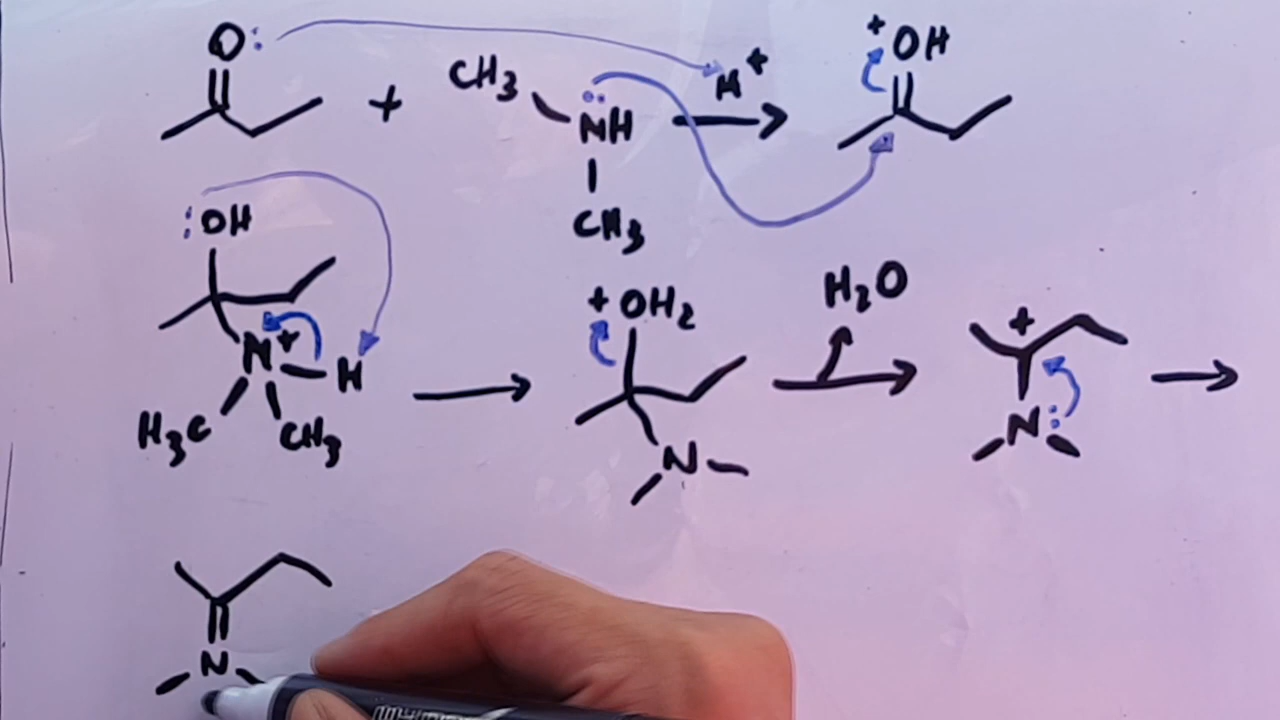 O: + CH3 NH CH3 H+ + OH
:OH N+ H H3C CH3
+ OH2 N
H2O
+ N:
N